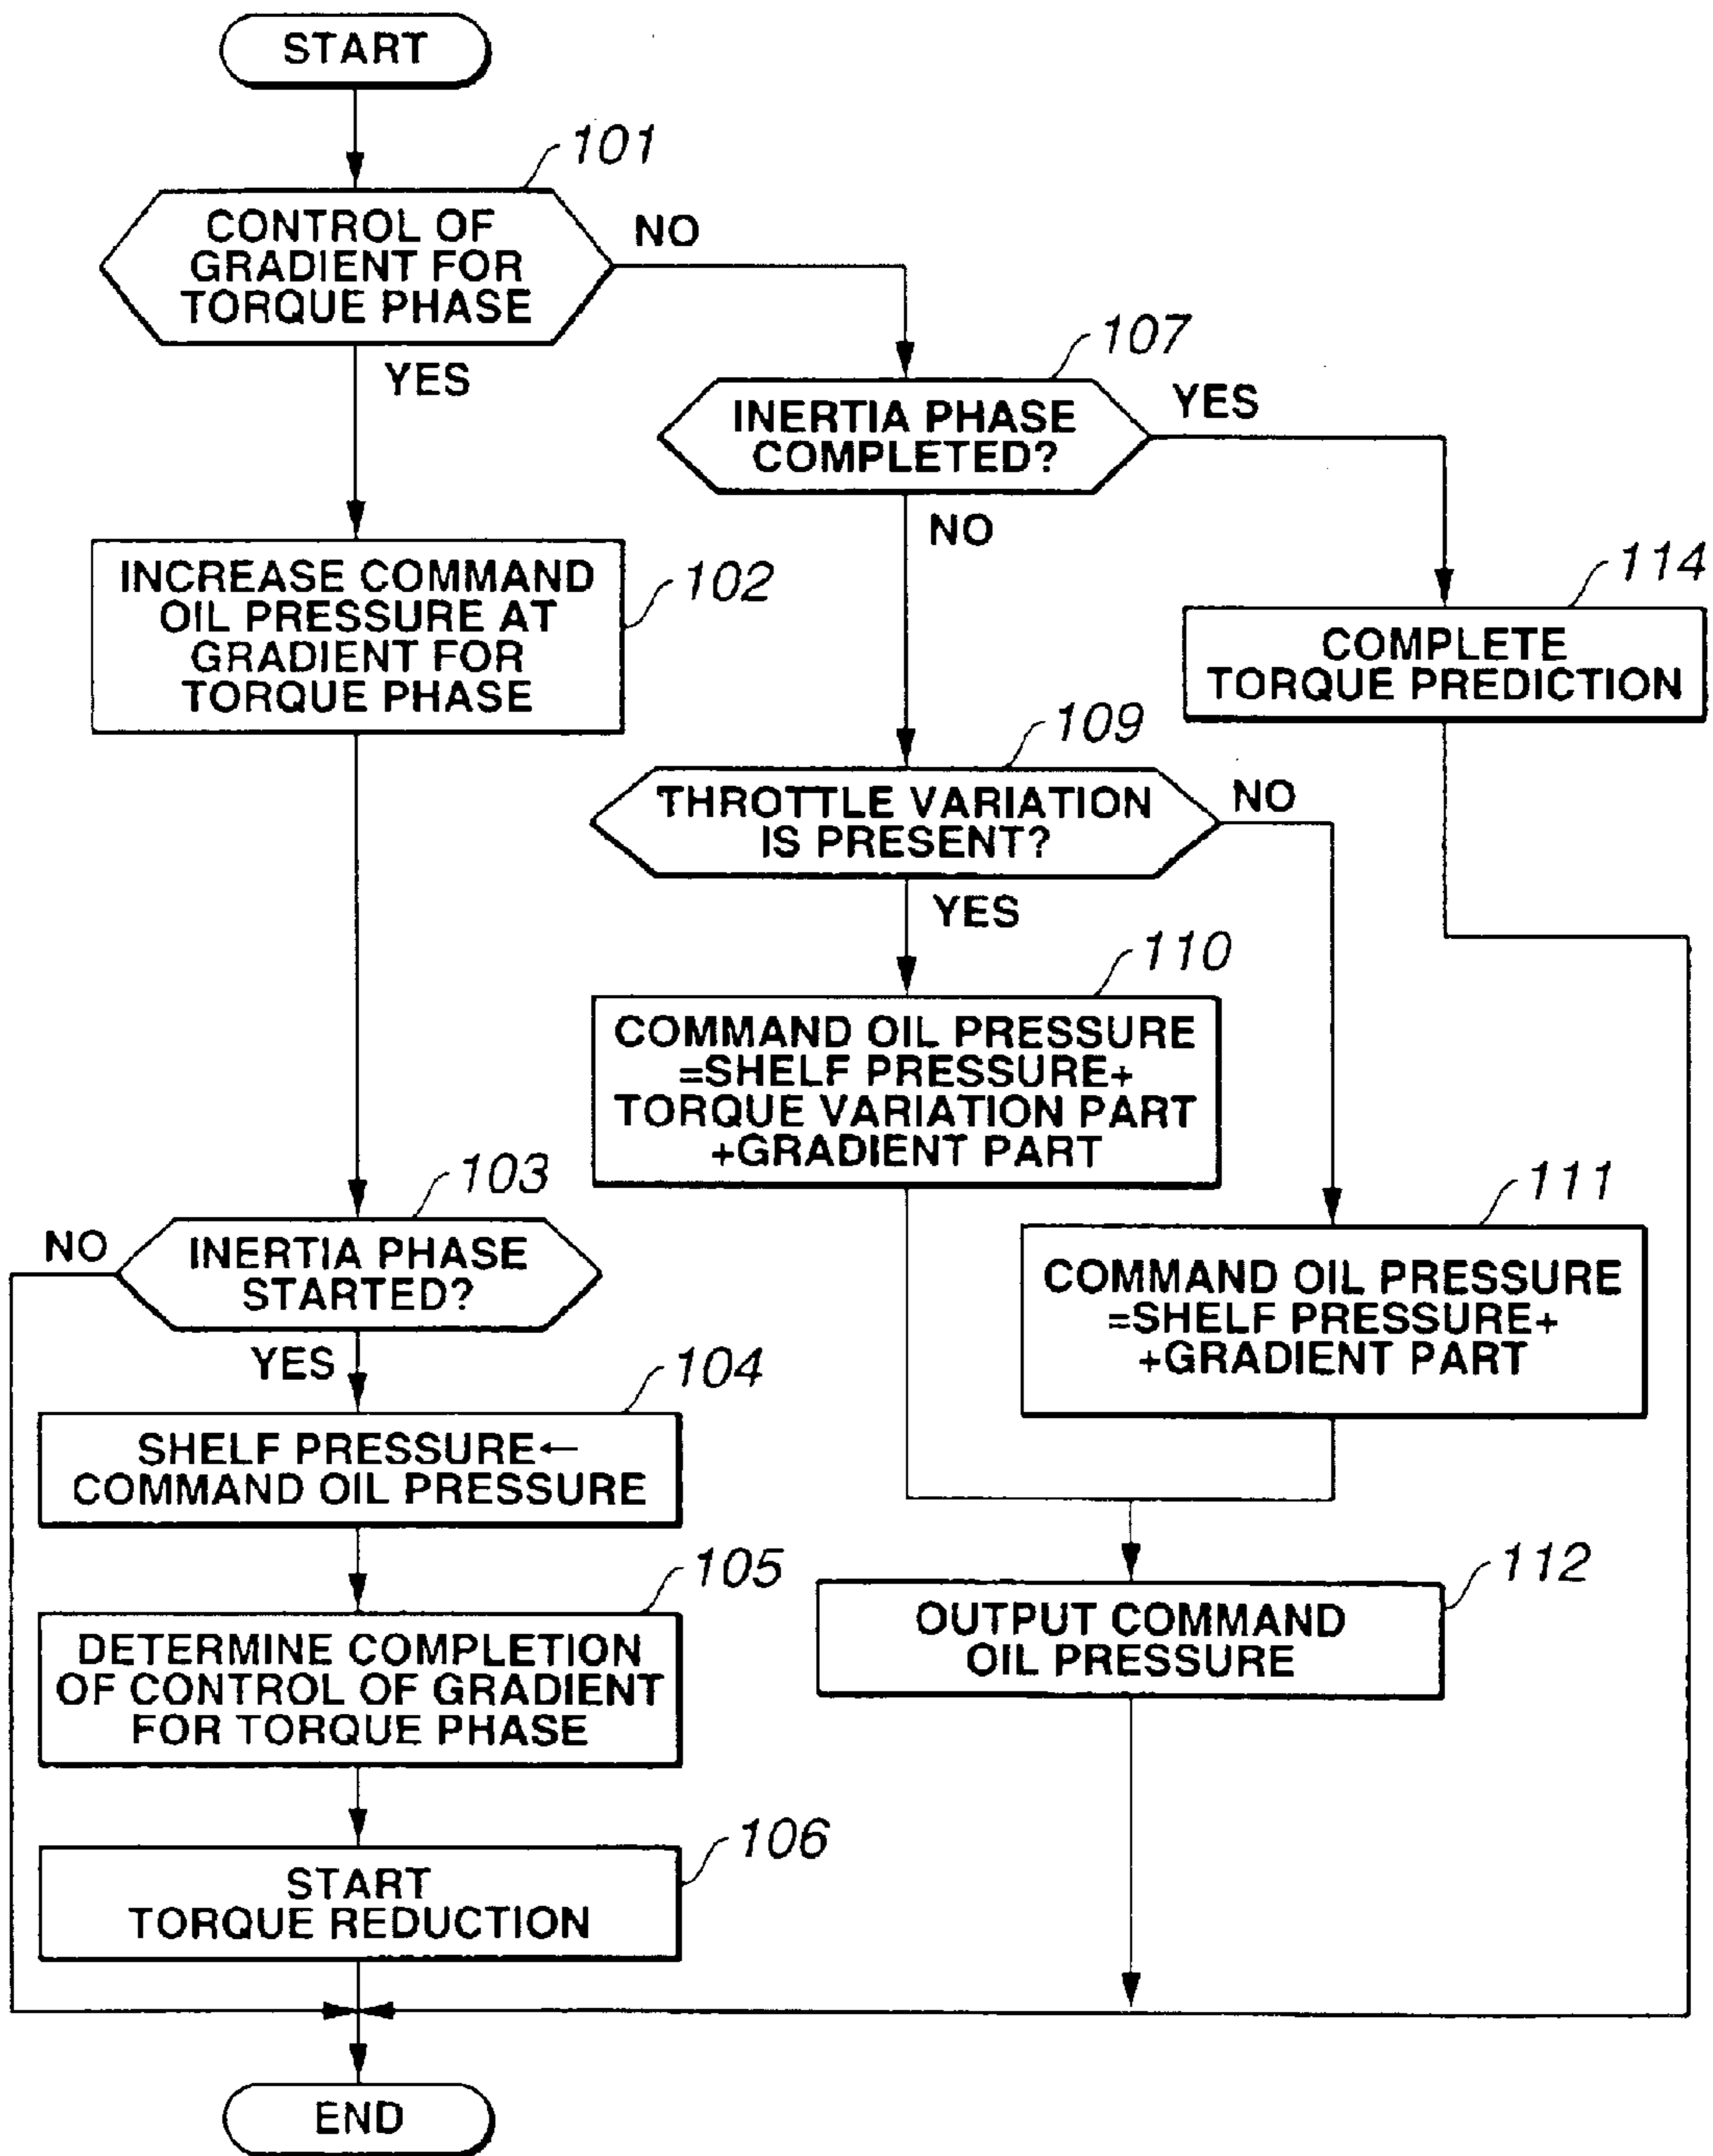 START
101
CONTROL OF
GRADIENT FOR
TORQUE PHASE
NO
YES
107
INERTIA PHASE
COMPLETED?
YES
NO
INCREASE COMMAND
OIL PRESSURE AT
GRADIENT FOR
TORQUE PHASE
102
114
COMPLETE
TORQUE PREDICTION
109
THROTTLE VARIATION
IS PRESENT?
NO
YES
110
COMMAND OIL PRESSURE
=SHELF PRESSURE+
TORQUE VARIATION PART
+GRADIENT PART
111
COMMAND OIL PRESSURE
=SHELF PRESSURE+
+GRADIENT PART
103
NO
INERTIA PHASE
STARTED?
YES
104
SHELF PRESSURE←
COMMAND OIL PRESSURE
105
DETERMINE COMPLETION
OF CONTROL OF GRADIENT
FOR TORQUE PHASE
112
OUTPUT COMMAND
OIL PRESSURE
106
START
TORQUE REDUCTION
END